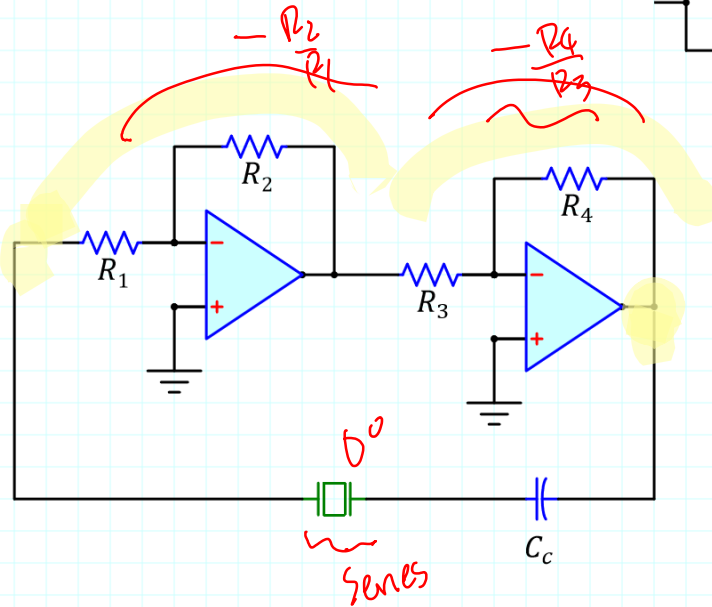 − R2/R1
− R4/R3
R2
R4
R1
−
+
R3
−
+
0°
Cc
Series